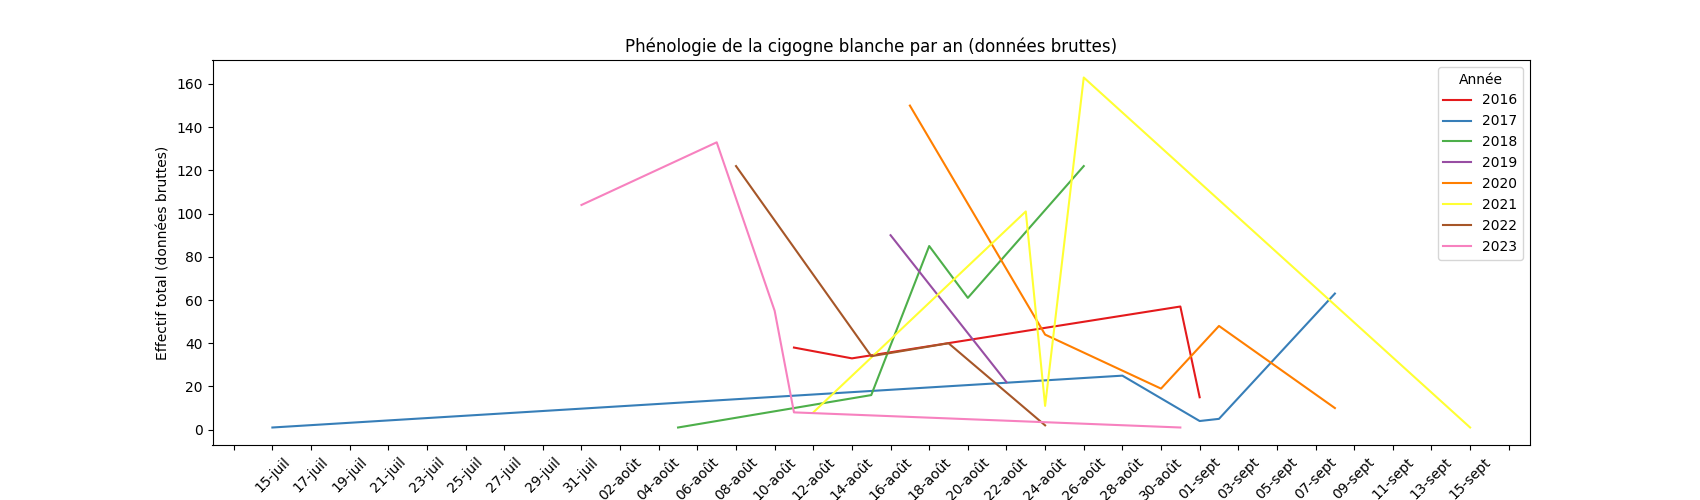 Phénologie de la cigogne blanche par an (données bruttes)
Effectif total (données bruttes)
160
140
120
100
80
60
40
20
0
Année
2016
2017
2018
2019
2020
2021
2022
2023
15-juil
17-juil
19-juil
21-juil
23-juil
25-juil
27-juil
29-juil
31-juil
02-août
04-août
06-août
08-août
10-août
12-août
14-août
16-août
18-août
20-août
22-août
24-août
26-août
28-août
30-août
01-sept
03-sept
05-sept
07-sept
09-sept
11-sept
13-sept
15-sept